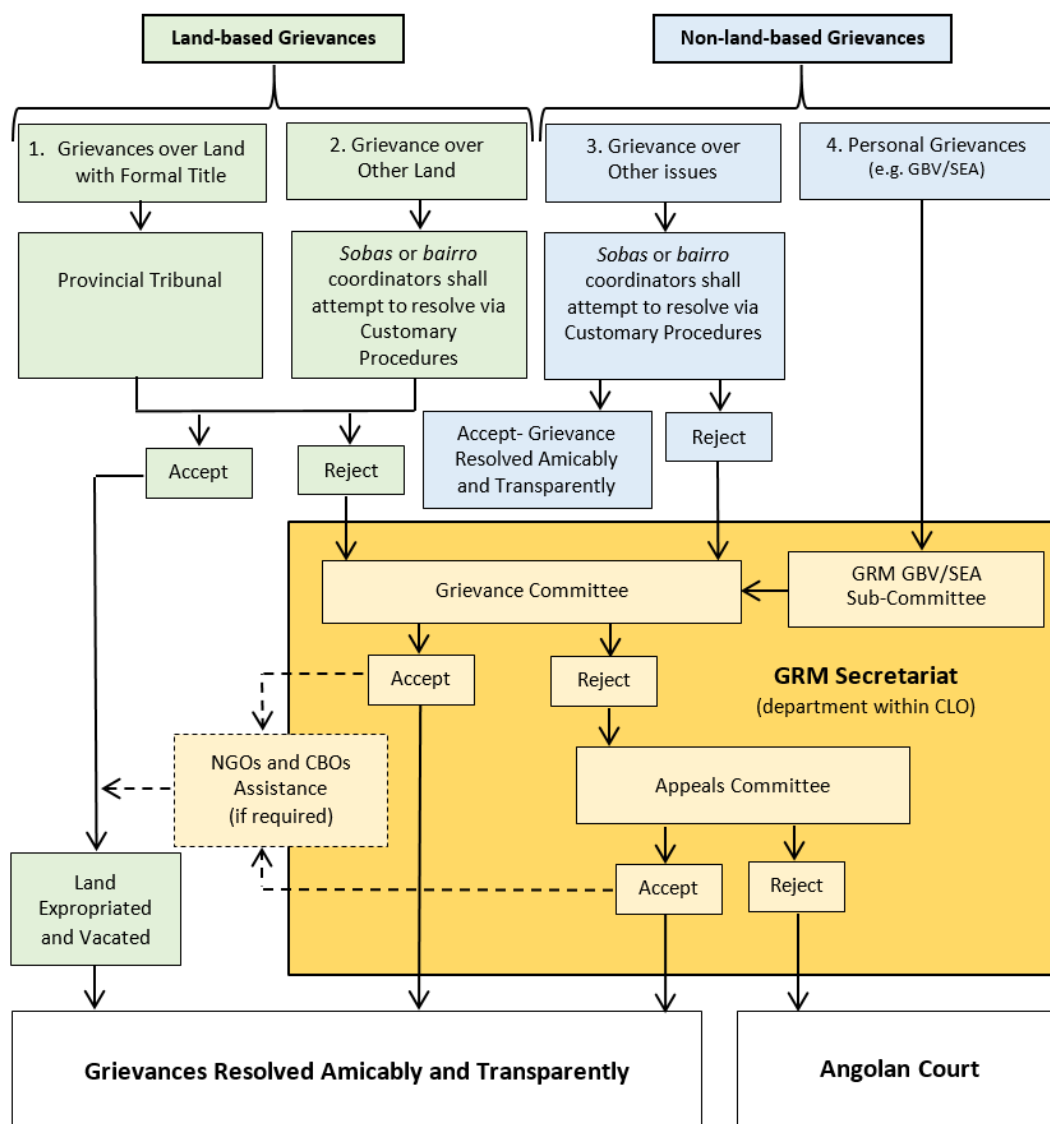 Land-based Grievances
Non-land-based Grievances
1. Grievances over Land
with Formal Title
2. Grievance over
Other Land
3. Grievance over
Other issues
4. Personal Grievances
(e.g. GBV/SEA)
Provincial Tribunal
Sobas or bairro
coordinators shall
attempt to resolve via
Customary
Procedures
Sobas or bairro
coordinators shall
attempt to resolve via
Customary Procedures
Accept
Reject
Accept- Grievance
Resolved Amicably
and Transparently
Reject
Grievance Committee
GRM GBV/SEA
Sub-Committee
Accept
Reject
GRM Secretariat
(department within CLO)
NGOs and CBOs
Assistance
(if required)
Appeals Committee
Land
Expropriated
and Vacated
Accept
Reject
Grievances Resolved Amicably and Transparently
Angolan Court